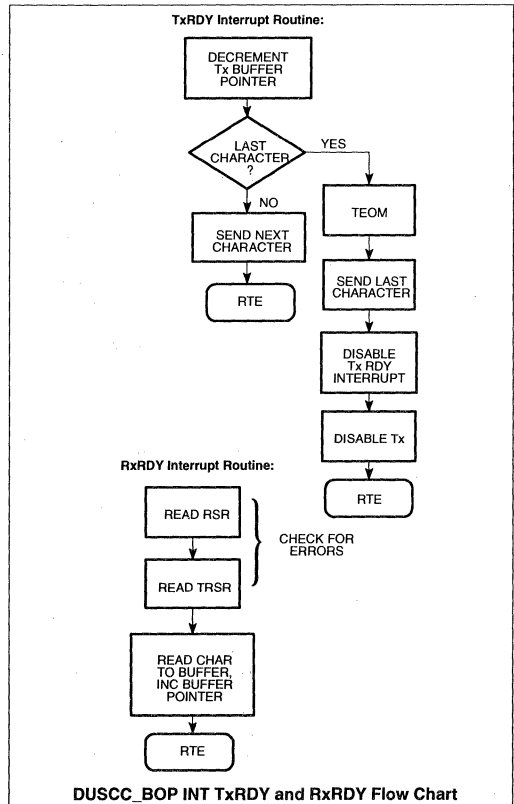 TxRDY Interrupt Routine:
DECREMENT
Tx BUFFER
POINTER
LAST
CHARACTER
?
YES
NO
SEND NEXT
CHARACTER
RTE
TEOM
SEND LAST
CHARACTER
DISABLE
Tx RDY
INTERRUPT
DISABLE Tx
RTE
RxRDY Interrupt Routine:
READ RSR
CHECK FOR
ERRORS
READ TRSR
READ CHAR
TO BUFFER,
INC BUFFER
POINTER
RTE
DUSCC_BOP INT TxRDY and RxRDY Flow Chart